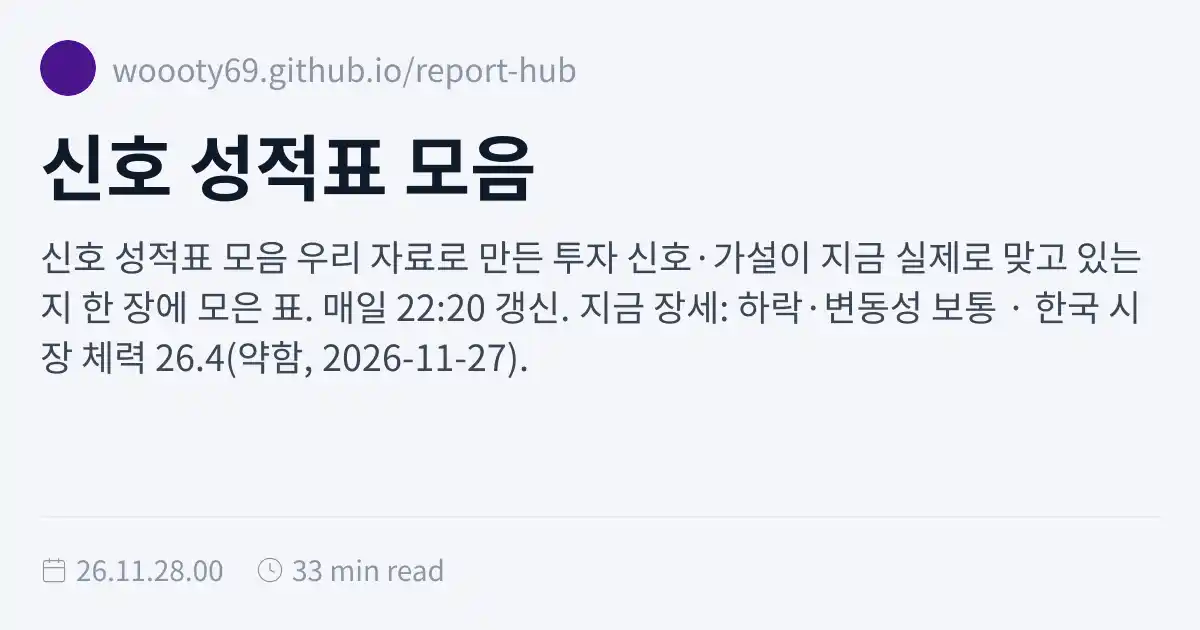 woooty69.github.io/report-hub
신호 성적표 모음
신호 성적표 모음 우리 자료로 만든 투자 신호·가설이 지금 실제로 맞고 있는
지 한 장에 모은 표. 매일 22:20 갱신. 지금 장세: 하락·변동성 보통 · 한국 시
장 체력 26.4(약함, 2026-11-27).
26.11.28.00
33 min read